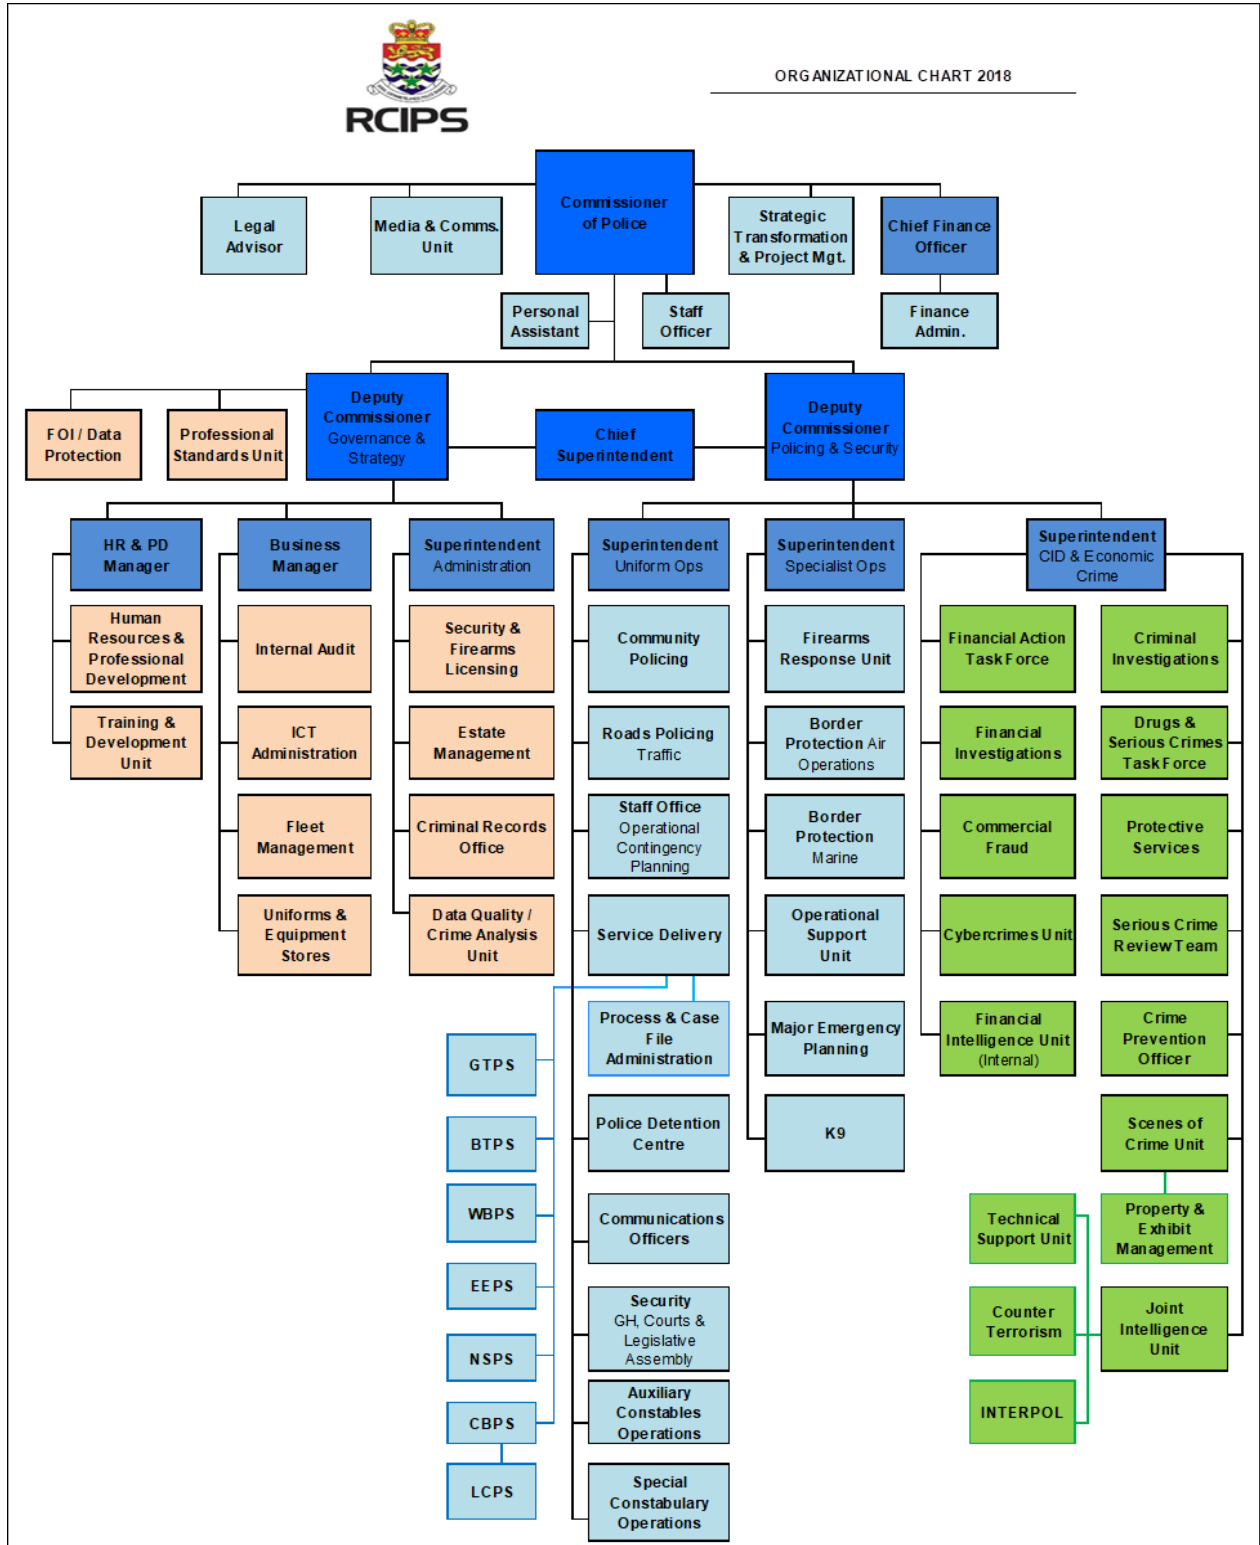 RCIPS
ORGANIZATIONAL CHART 2018
Commissioner
of Police
Legal
Advisor
Media & Comms.
Unit
Strategic
Transformation
& Project Mgt.
Chief Finance
Officer
Personal
Assistant
Staff
Officer
Finance
Admin.
Deputy
Commissioner
Governance &
Strategy
Chief
Superintendent
Deputy
Commissioner
Policing & Security
FOI / Data
Protection
Professional
Standards Unit
HR & PD
Manager
Business
Manager
Superintendent
Administration
Superintendent
Uniform Ops
Superintendent
Specialist Ops
Superintendent
CID & Economic
Crime
Human
Resources &
Professional
Development
Internal Audit
Security &
Firearms
Licensing
Community
Policing
Firearms
Response Unit
Financial Action
Task Force
Criminal
Investigations
Training &
Development
Unit
ICT
Administration
Estate
Management
Roads Policing
Traffic
Border
Protection Air
Operations
Financial
Investigations
Drugs &
Serious Crimes
Task Force
Fleet
Management
Criminal Records
Office
Staff Office
Operational
Contingency
Planning
Border
Protection
Marine
Commercial
Fraud
Protective
Services
Uniforms &
Equipment
Stores
Data Quality /
Crime Analysis
Unit
Service Delivery
Operational
Support
Unit
Cybercrimes Unit
Serious Crime
Review Team
GTPS
Process & Case
File
Administration
Major Emergency
Planning
Financial
Intelligence Unit
(Internal)
Crime
Prevention
Officer
BTPS
Police Detention
Centre
K9
Scenes of
Crime Unit
WBPS
Communications
Officers
Technical
Support Unit
Property &
Exhibit
Management
EEPS
Security
GH, Courts &
Legislative
Assembly
Counter
Terrorism
Joint
Intelligence
Unit
NSPS
CBPS
Auxiliary
Constables
Operations
INTERPOL
LCPS
Special
Constabulary
Operations